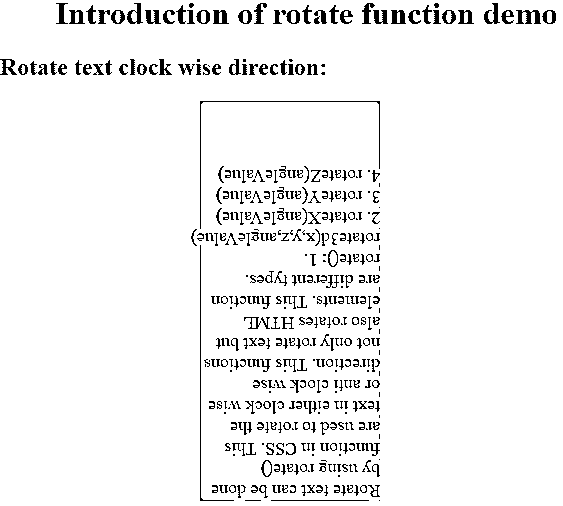 Introduction of rotate function demo
Rotate text clock wise direction:
Rotate text can be done
by using rotate()
function in CSS. This
are used to rotate the
text in either clock wise
or anti clock wise
direction. This functions
not only rotate text but
also rotates HTML
elements. This function
are different types.
rotate(): 1.
rotate3d(x,y,z,angleValue)
2. rotateX(angleValue)
3. rotateY(angleValue)
4. rotateZ(angleValue)